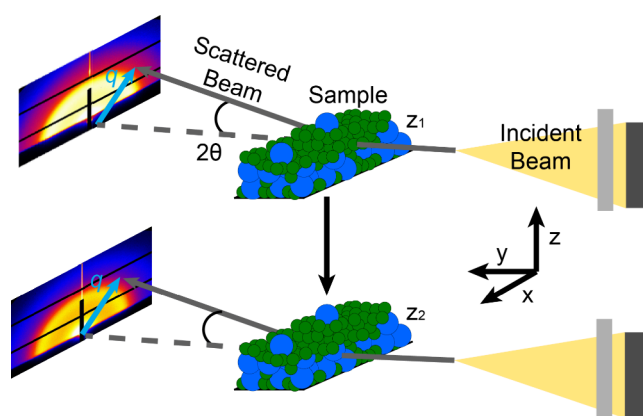 q
Scattered
Beam
2θ
Sample
z1
Incident
Beam
z
y
x
q
z2